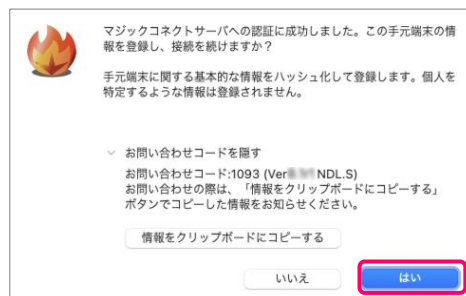 マジックコネクトサーバへの認証に成功しました。この手元端末の情
報を登録し、接続を続けますか？
手元端末に関する基本的な情報をハッシュ化して登録します。個人を
特定するような情報は登録されません。
お問い合わせコードを隠す
お問い合わせコード:1093 (Ver NDL.S)
お問い合わせの際は、「情報をクリップボードにコピーする」
ボタンでコピーした情報をお知らせください。
情報をクリップボードにコピーする
いいえ
はい